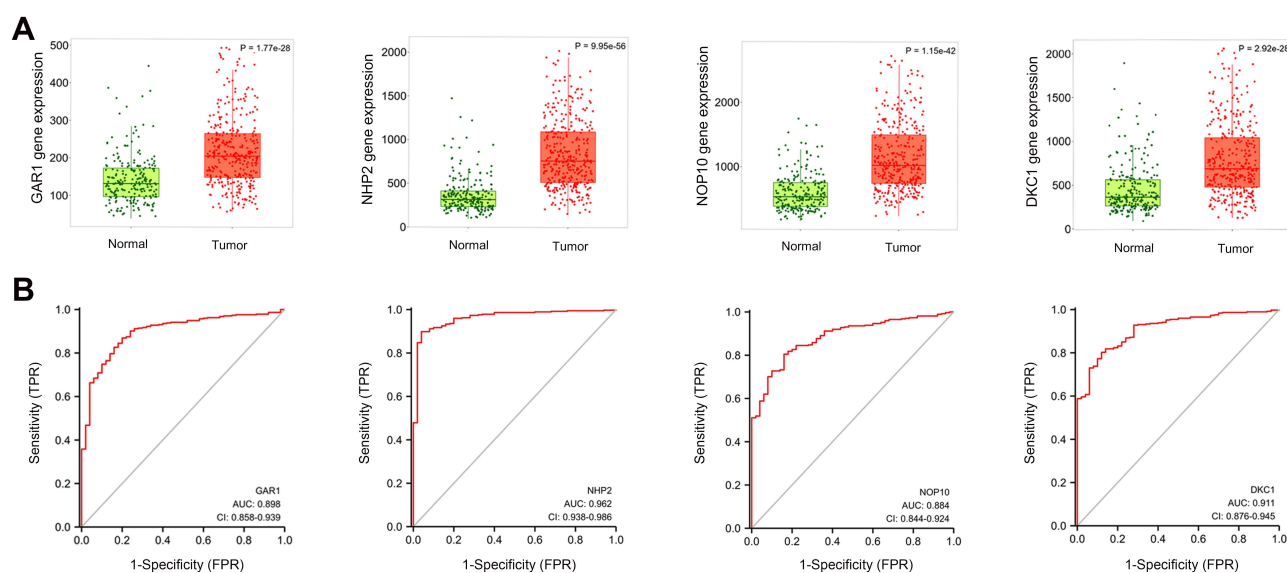 A
GAR1 gene expression
500
400
300
200
100
P = 1.77e-28
Normal
Tumor
NHP2 gene expression
2000
1500
1000
500
0
P = 9.95e-56
Normal
Tumor
NOP10 gene expression
2000
1000
P = 1.15e-42
Normal
Tumor
DKC1 gene expression
2000
1500
1000
500
0
P = 2.92e-28
Normal
Tumor
B
Sensitivity (TPR)
1.0
0.8
0.6
0.4
0.2
0.0
GAR1
AUC: 0.898
CI: 0.858-0.939
0.0 0.2 0.4 0.6 0.8 1.0
1-Specificity (FPR)
Sensitivity (TPR)
1.0
0.8
0.6
0.4
0.2
0.0
NHP2
AUC: 0.962
CI: 0.938-0.986
0.0 0.2 0.4 0.6 0.8 1.0
1-Specificity (FPR)
Sensitivity (TPR)
1.0
0.8
0.6
0.4
0.2
0.0
NOP10
AUC: 0.884
CI: 0.844-0.924
0.0 0.2 0.4 0.6 0.8 1.0
1-Specificity (FPR)
Sensitivity (TPR)
1.0
0.8
0.6
0.4
0.2
0.0
DKC1
AUC: 0.911
CI: 0.876-0.945
0.0 0.2 0.4 0.6 0.8 1.0
1-Specificity (FPR)